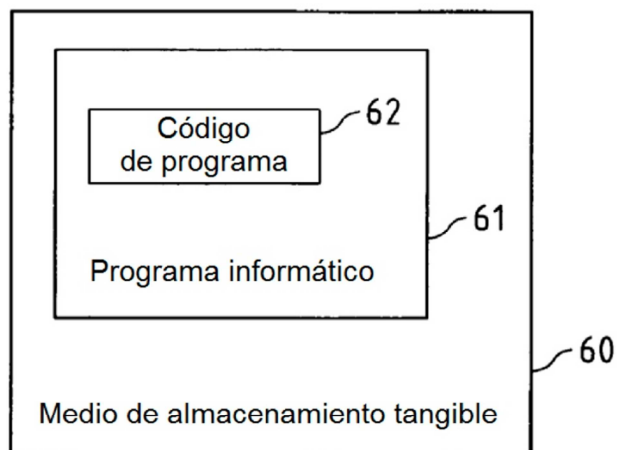 Código
de programa
62
61
Programa informático
60
Medio de almacenamiento tangible